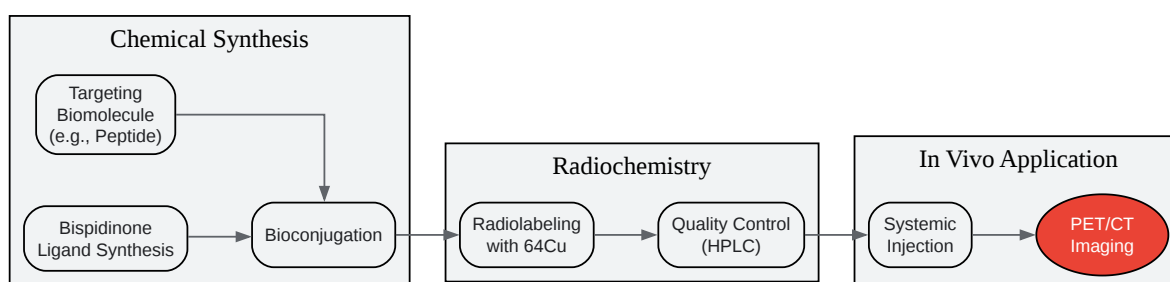 Chemical Synthesis
Targeting
Biomolecule
(e.g., Peptide)
Bispidinone
Ligand Synthesis
Bioconjugation
Radiochemistry
Radiolabeling
with 64Cu
Quality Control
(HPLC)
In Vivo Application
Systemic
Injection
PET/CT
Imaging